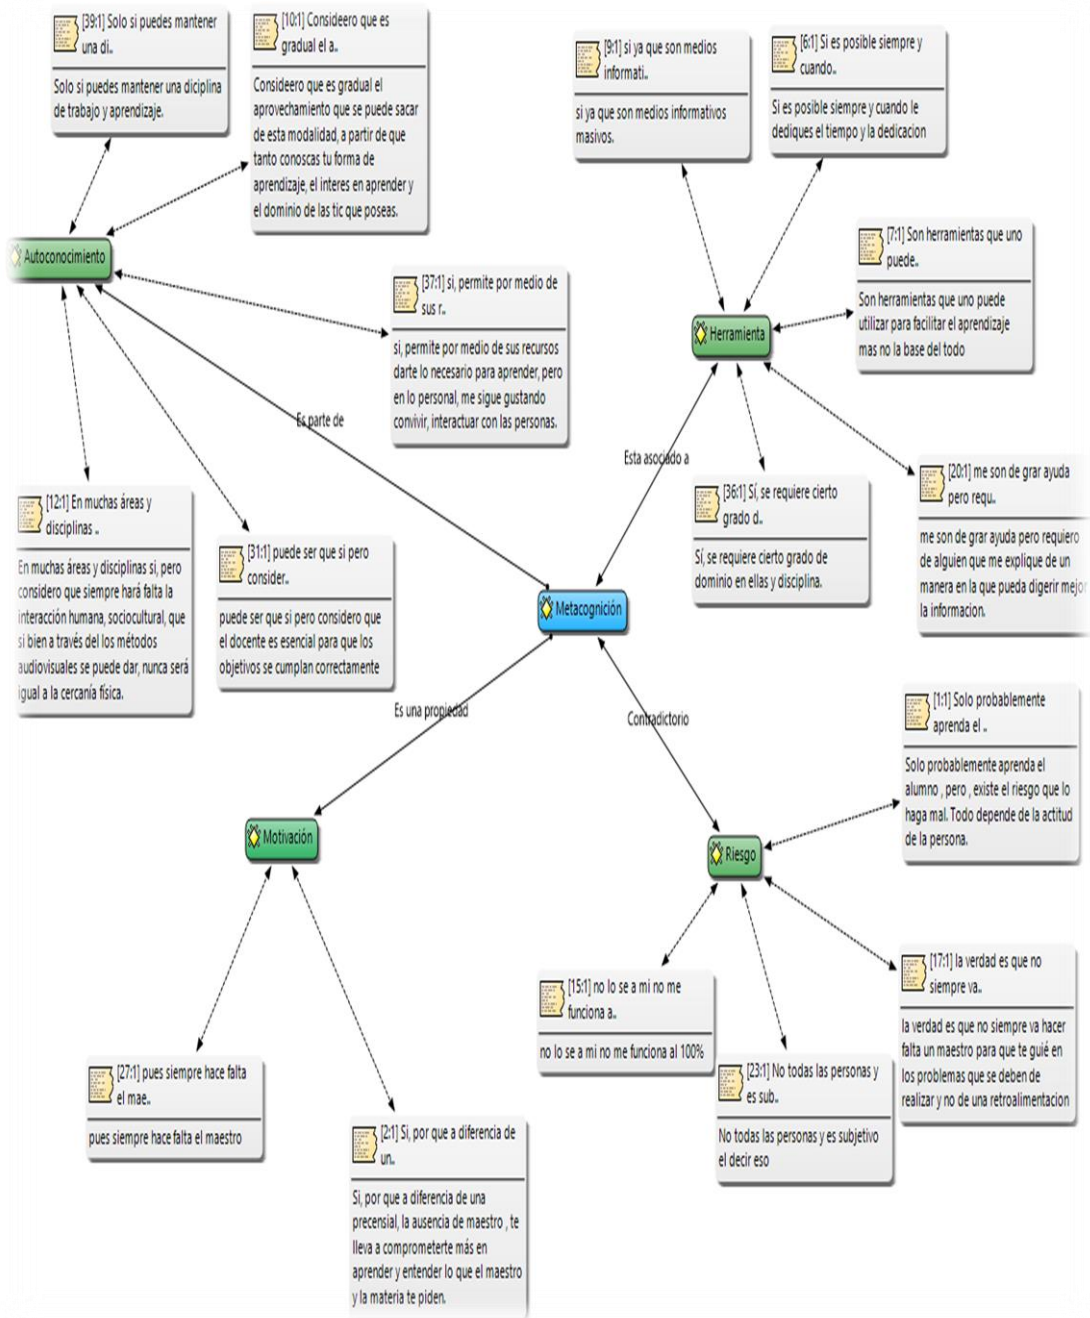 [39:1] Solo si puedes mantener
una di..
Solo si puedes mantener una diciplina
de trabajo y aprendizaje.
[10:1] Considero que es
gradual el a..
Consideero que es gradual el
aprovechamiento que se puede sacar
de esta modalidad, a partir de que
tanto conoscas tu forma de
aprendizaje, el interes en aprender y
el dominio de las tic que poseas.
[9:1] si ya que son medios
informati..
si ya que son medios informativos
masivos.
[6:1] Si es posible siempre y
cuando..
Si es posible siempre y cuando le
dediques el tiempo y la dedicacion
Autoconocimiento
[37:1] si, permite por medio de
sus r..
si, permite por medio de sus recursos
darte lo necesario para aprender, pero
en lo personal, me sigue gustando
convivir, interactuar con las personas.
[7:1] Son herramientas que uno
puede..
Son herramientas que uno puede
utilizar para facilitar el aprendizaje
mas no la base del todo
Herramienta
Es parte de
Esta asociado a
[12:1] En muchas áreas y
disciplinas ..
En muchas áreas y disciplinas si, pero
considero que siempre hará falta la
interacción humana, sociocultural, que
si bien a través del los métodos
audiovisuales se puede dar, nunca será
igual a la cercanía física.
[31:1] puede ser que si pero
consider..
puede ser que si pero considero que
el docente es esencial para que los
objetivos se cumplan correctamente
[36:1] Sí, se requiere cierto
grado d..
Sí, se requiere cierto grado de
dominio en ellas y disciplina.
[20:1] me son de grar ayuda
pero requ..
me son de grar ayuda pero requiero
de alguien que me explique de un
manera en la que pueda digerir mejor
la informacion.
Metacognición
Es una propiedad
Contradictorio
[1:1] Solo probablemente
aprenda el ..
Solo probablemente aprenda el
alumno , pero , existe el riesgo que lo
haga mal. Todo depende de la actitud
de la persona.
Motivación
Riesgo
[15:1] no lo se a mi no me
funciona a..
no lo se a mi no me funciona al 100%
[17:1] la verdad es que no
siempre va..
la verdad es que no siempre va hacer
falta un maestro para que te guié en
los problemas que se deben de
realizar y no de una retroalimentacion
[27:1] pues siempre hace falta
el mae..
pues siempre hace falta el maestro
[23:1] No todas las personas y
es sub..
No todas las personas y es subjetivo
el decir eso
[2:1] Si, por que a diferencia de
un..
Si, por que a diferencia de una
precensial, la ausencia de maestro , te
lleva a comprometerte más en
aprender y entender lo que el maestro
y la materia te piden.